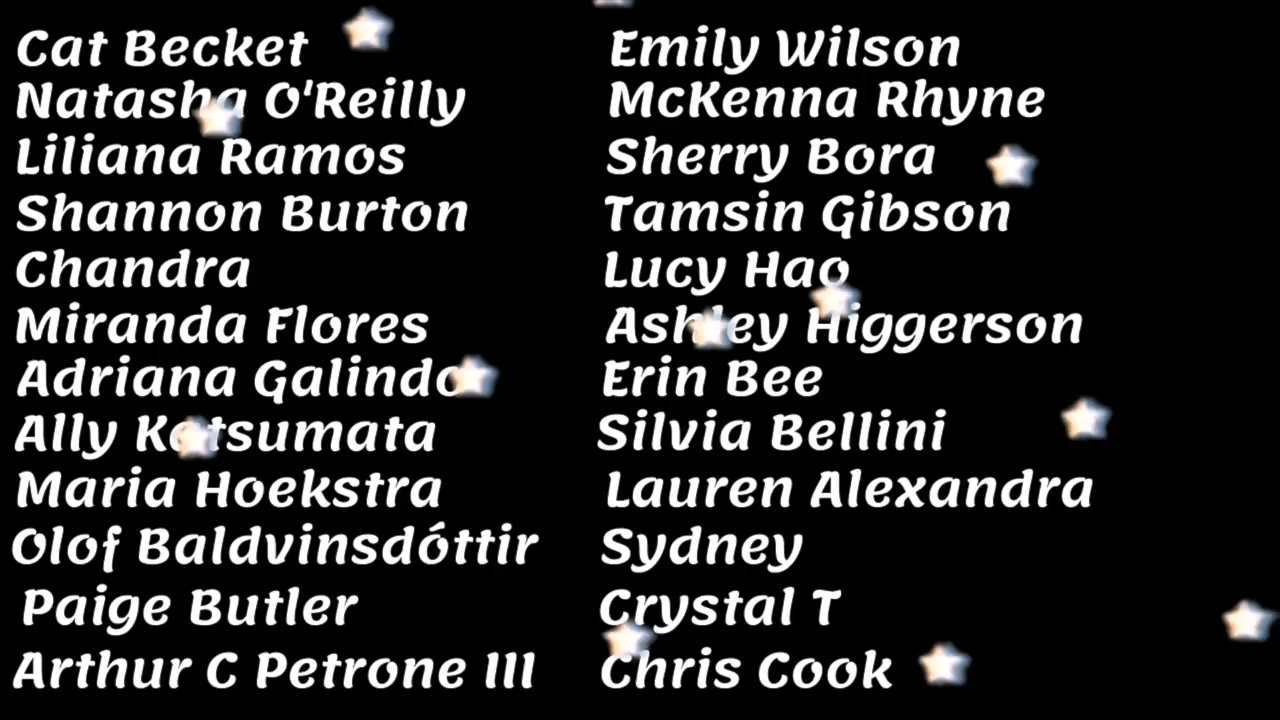 Cat Becket
Natasha O'Reilly
Liliana Ramos
Shannon Burton
Chandra
Miranda Flores
Adriana Galindo
Ally Katsumata
Maria Hoekstra
Olof Baldvinsdóttir
Paige Butler
Arthur C Petrone III
Emily Wilson
McKenna Rhyne
Sherry Bora
Tamsin Gibson
Lucy Hao
Ashley Higgerson
Erin Bee
Silvia Bellini
Lauren Alexandra
Sydney
Crystal T
Chris Cook